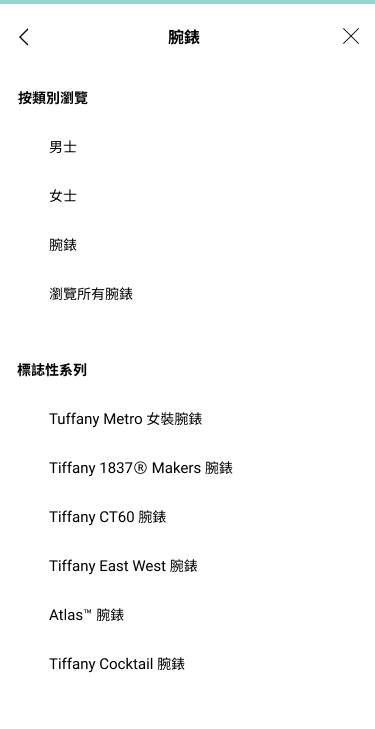 腕錶
按類別瀏覽
男士
女士
腕錶
瀏覽所有腕錶
標誌性系列
Tuffany Metro 女裝腕錶
Tiffany 1837® Makers 腕錶
Tiffany CT60 腕錶
Tiffany East West 腕錶
Atlas™ 腕錶
Tiffany Cocktail 腕錶